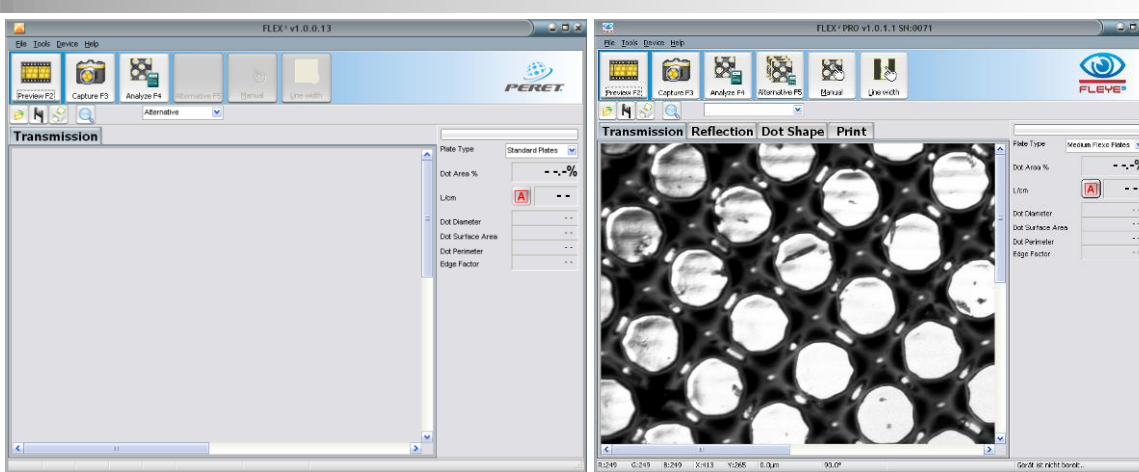 FLEX³ v1.0.0.13
File Tools Device Help
Preview F2 Capture F3 Analyze F4 Alternative F5 Manual Line width
PERET.
Alternative
Transmission
Plate Type Standard Plates
Dot Area % --.-%
L/cm A --
Dot Diameter --
Dot Surface Area --
Dot Perimeter --
Edge Factor --
FLEX³ PRO v1.0.1.1 SN:0071
File Tools Device Help
Preview F2 Capture F3 Analyze F4 Alternative F5 Manual Line width
FLEYE
Transmission Reflection Dot Shape Print
Plate Type Medium Flexo Plates
Dot Area % --.-%
L/cm A --
Dot Diameter --
Dot Surface Area --
Dot Perimeter --
Edge Factor --
R:249 G:249 B:249 X:413 Y:265 0.0µm 90.0° Gerät ist nicht bereit..